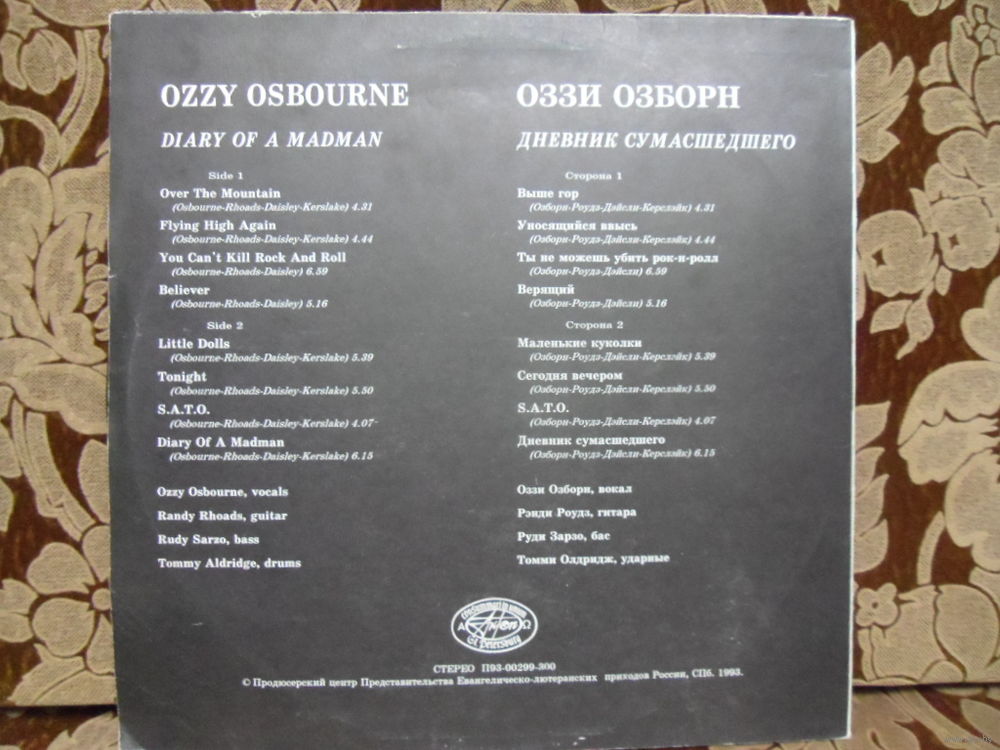 OZZY OSBOURNE
DIARY OF A MADMAN
Side 1
Over The Mountain
(Osbourne-Rhoads-Daisley-Kerslake) 4.31
Flying High Again
(Osbourne-Rhoads-Daisley-Kerslake) 4.44
You Can't Kill Rock And Roll
(Osbourne-Rhoads-Daisley) 6.59
Believer
(Osbourne-Rhoads-Daisley) 5.16
Side 2
Little Dolls
(Osbourne-Rhoads-Daisley-Kerslake) 5.39
Tonight
(Osbourne-Rhoads-Daisley-Kerslake) 5.50
S.A.T.O.
(Osbourne-Rhoads-Daisley-Kerslake) 4.07
Diary Of A Madman
(Osbourne-Rhoads-Daisley-Kerslake) 6.15
Ozzy Osbourne, vocals
Randy Rhoads, guitar
Rudy Sarzo, bass
Tommy Aldridge, drums
ОЗЗИ ОЗБОРН
ДНЕВНИК СУМАСШЕДШЕГО
Сторона 1
Выше гор
(Озборн-Роудз-Дэйсли-Керслэйк) 4.31
Уносящийся ввысь
(Озборн-Роудз-Дэйсли-Керслэйк) 4.44
Ты не можешь убить рок-н-ролл
(Озборн-Роудз-Дэйсли) 6.59
Верящий
(Озборн-Роудз-Дэйсли) 5.16
Сторона 2
Маленькие куколки
(Озборн-Роудз-Дэйсли-Керслэйк) 5.39
Сегодня вечером
(Озборн-Роудз-Дэйсли-Керслэйк) 5.50
S.A.T.O.
(Озборн-Роудз-Дэйсли-Керслэйк) 4.07
Дневник сумасшедшего
(Озборн-Роудз-Дэйсли-Керслэйк) 6.15
Оззи Озборн, вокал
Рэнди Роудз, гитара
Руди Зарзо, бас
Томми Олдридж, ударные
Α Ω
St. Petersburg
СТЕРЕО П93-00299-300
© Продюсерский центр Представительства Евангелическо-лютеранских приходов России, СПб. 1993.